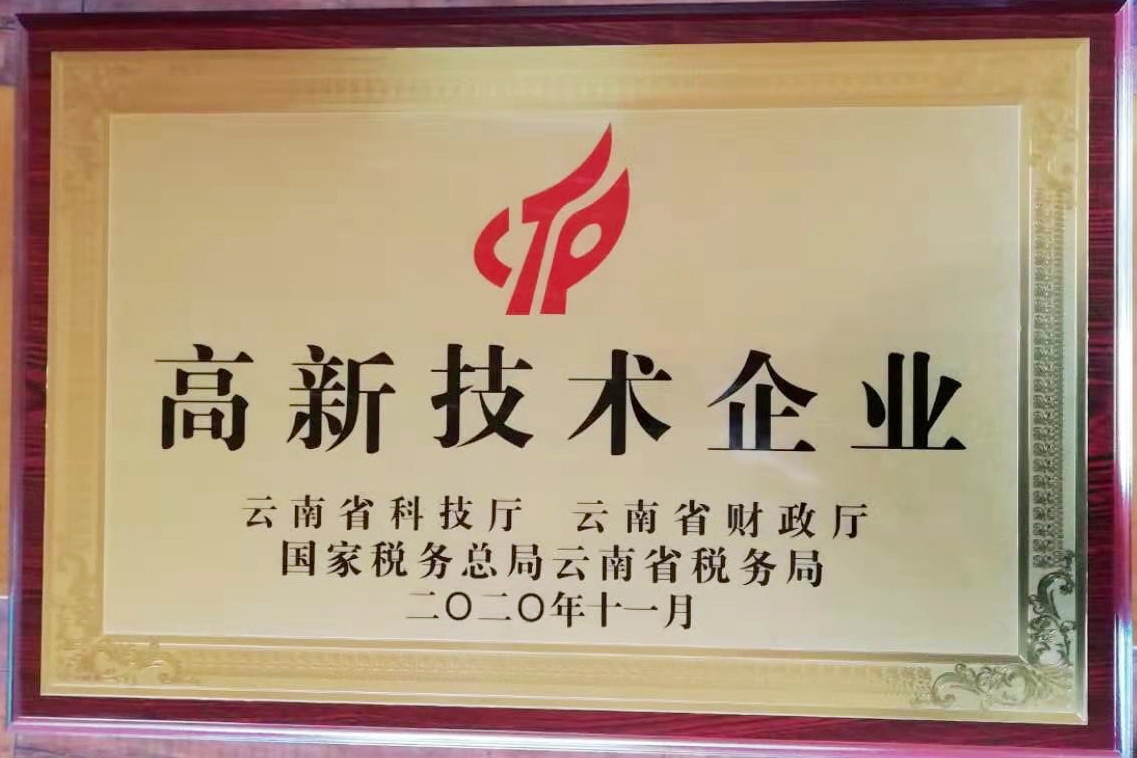 CTP
高新技术企业
云南省科技厅 云南省财政厅
国家税务总局云南省税务局
二〇二〇年十一月